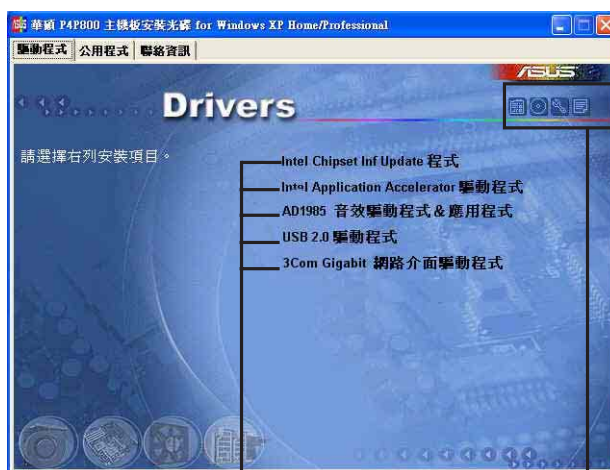 華碩 P4P800 主機板安裝光碟 for Windows XP Home/Professional
驅動程式 公用程式 聯絡資訊
/SUS
Drivers
請選擇右列安裝項目。
Intel Chipset Inf Update 程式
Intel Application Accelerator 驅動程式
AD1985 音效驅動程式 & 應用程式
USB 2.0 驅動程式
3Com Gigabit 網路介面驅動程式